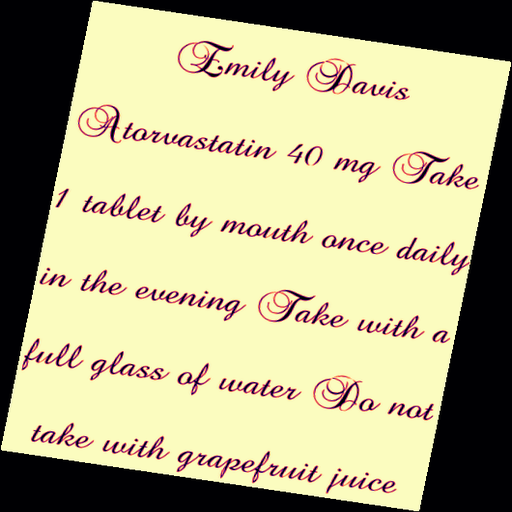 Emily Davis
Atorvastatin 40 mg Take
1 tablet by mouth once daily
in the evening Take with a
full glass of water Do not
take with grapefruit juice